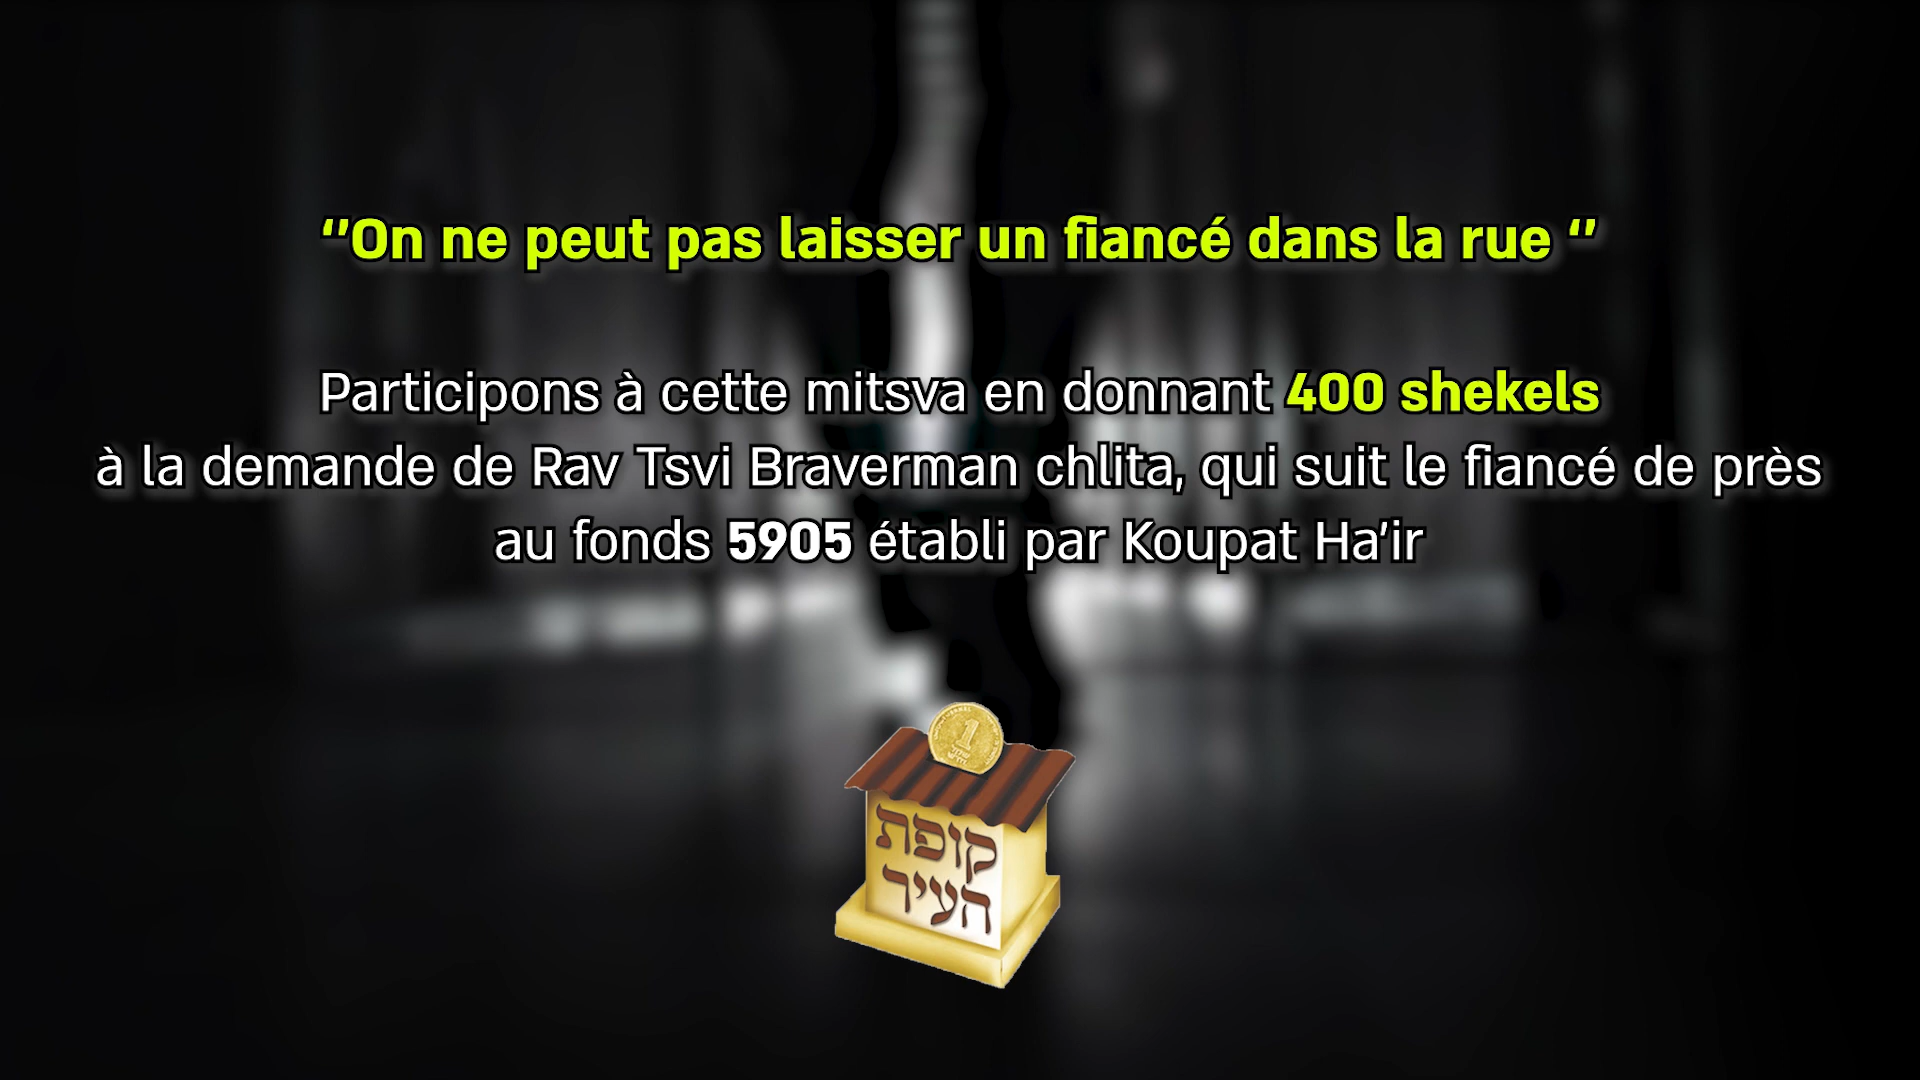 "On ne peut pas laisser un fiancé dans la rue "
Participons à cette mitsva en donnant 400 shekels
à la demande de Rav Tsvi Braverman chlita, qui suit le fiancé de près
au fonds 5905 établi par Koupat Ha'ir
1
קופת
העיר